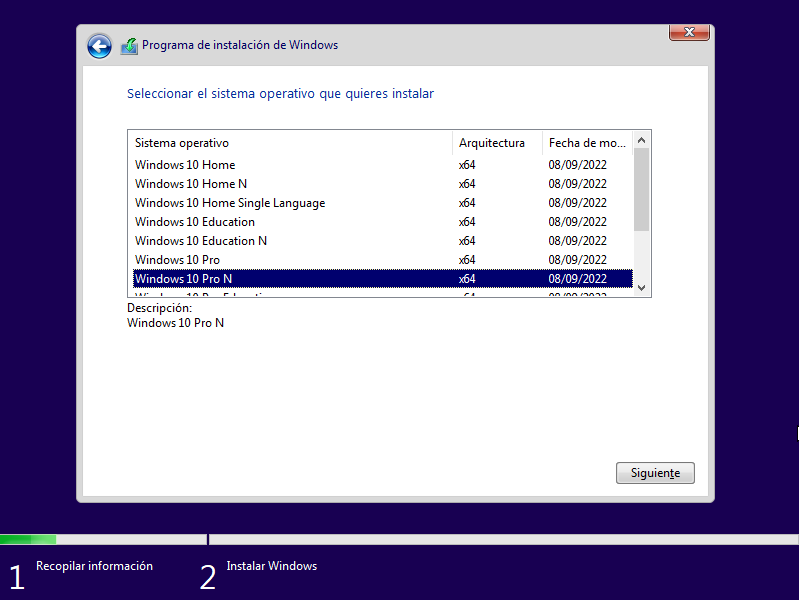 Programa de instalación de Windows
Seleccionar el sistema operativo que quieres instalar
Sistema operativo Arquitectura Fecha de mo...
Windows 10 Home x64 08/09/2022
Windows 10 Home N x64 08/09/2022
Windows 10 Home Single Language x64 08/09/2022
Windows 10 Education x64 08/09/2022
Windows 10 Education N x64 08/09/2022
Windows 10 Pro x64 08/09/2022
Windows 10 Pro N x64 08/09/2022
Descripción:
Windows 10 Pro N
Siguiente
1 Recopilar información 2 Instalar Windows